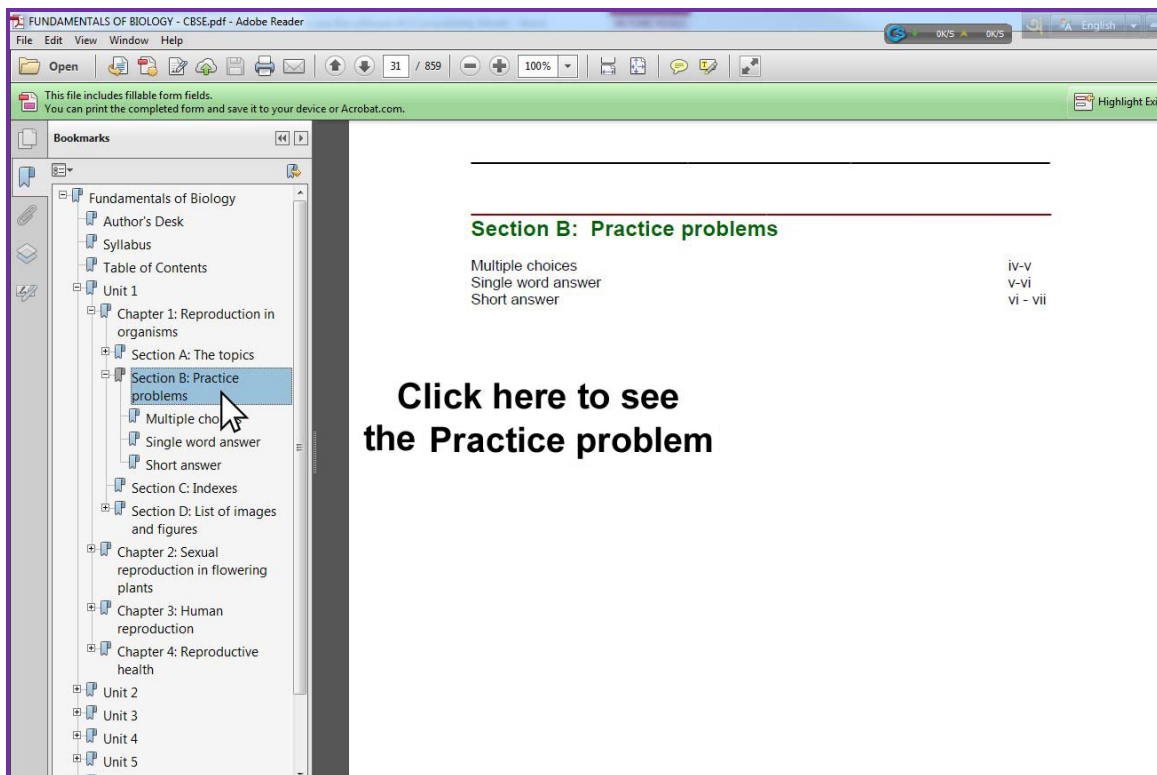 FUNDAMENTALS OF BIOLOGY - CBSE.pdf - Adobe Reader
0K/S 0K/S
English
File Edit View Window Help
Open 31 / 859 100%
This file includes fillable form fields.
You can print the completed form and save it to your device or Acrobat.com.
Highlight Exi
Bookmarks
Fundamentals of Biology
Author's Desk
Syllabus
Table of Contents
Unit 1
Chapter 1: Reproduction in
organisms
Section A: The topics
Section B: Practice
problems
Multiple cho
Single word answer
Short answer
Section C: Indexes
Section D: List of images
and figures
Chapter 2: Sexual
reproduction in flowering
plants
Chapter 3: Human
reproduction
Chapter 4: Reproductive
health
Unit 2
Unit 3
Unit 4
Unit 5
Section B: Practice problems
Multiple choices iv-v
Single word answer v-vi
Short answer vi - vii
Click here to see
the Practice problem